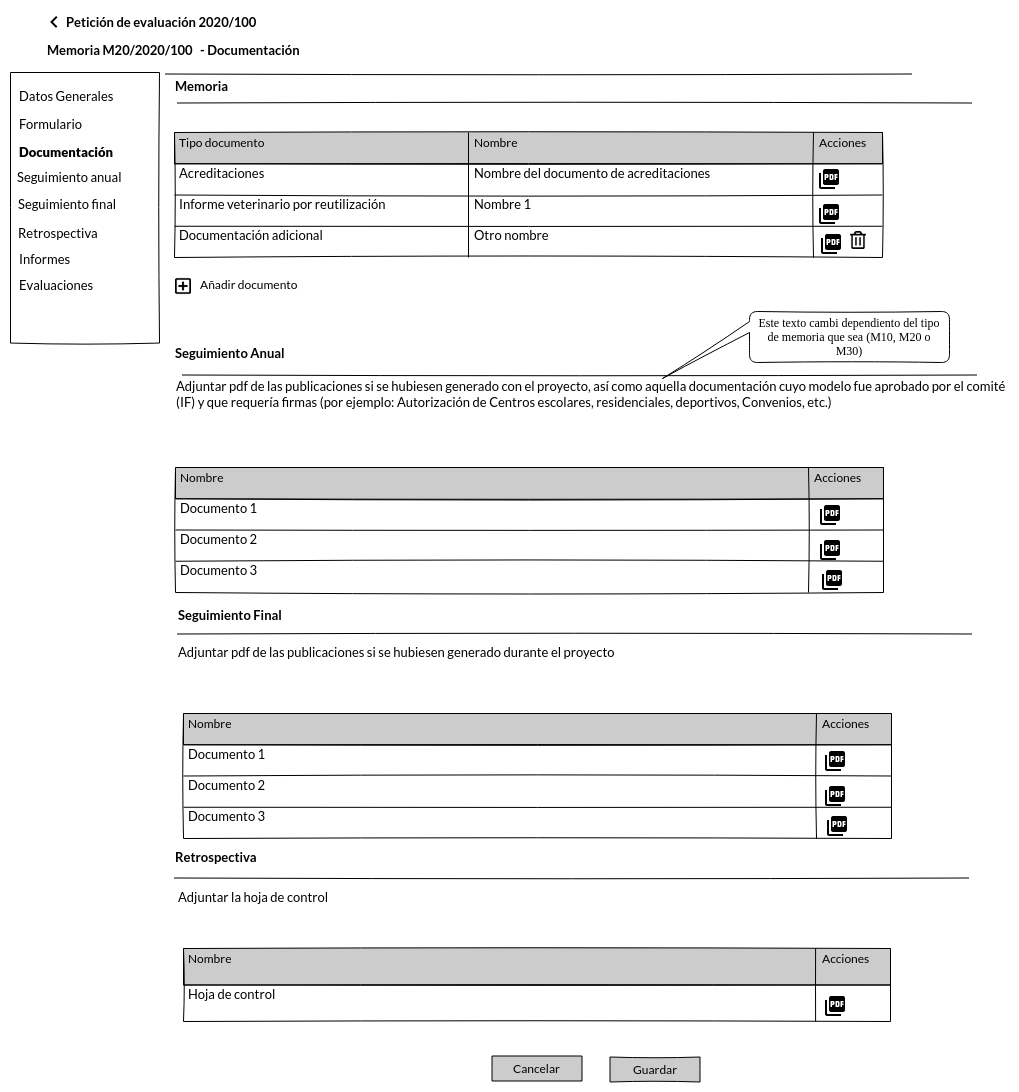 Petición de evaluación 2020/100
Memoria M20/2020/100 - Documentación
Datos Generales
Formulario
Documentación
Seguimiento anual
Seguimiento final
Retrospectiva
Informes
Evaluaciones
Memoria
Tipo documento Nombre Acciones
Acreditaciones Nombre del documento de acreditaciones PDF
Informe veterinario por reutilización Nombre 1 PDF
Documentación adicional Otro nombre PDF
Añadir documento
Este texto cambi dependiento del tipo
de memoria que sea (M10, M20 o
M30)
Seguimiento Anual
Adjuntar pdf de las publicaciones si se hubiesen generado con el proyecto, así como aquella documentación cuyo modelo fue aprobado por el comité
(IF) y que requería firmas (por ejemplo: Autorización de Centros escolares, residenciales, deportivos, Convenios, etc.)
Nombre Acciones
Documento 1 PDF
Documento 2 PDF
Documento 3 PDF
Seguimiento Final
Adjuntar pdf de las publicaciones si se hubiesen generado durante el proyecto
Nombre Acciones
Documento 1 PDF
Documento 2 PDF
Documento 3 PDF
Retrospectiva
Adjuntar la hoja de control
Nombre Acciones
Hoja de control PDF
Cancelar Guardar